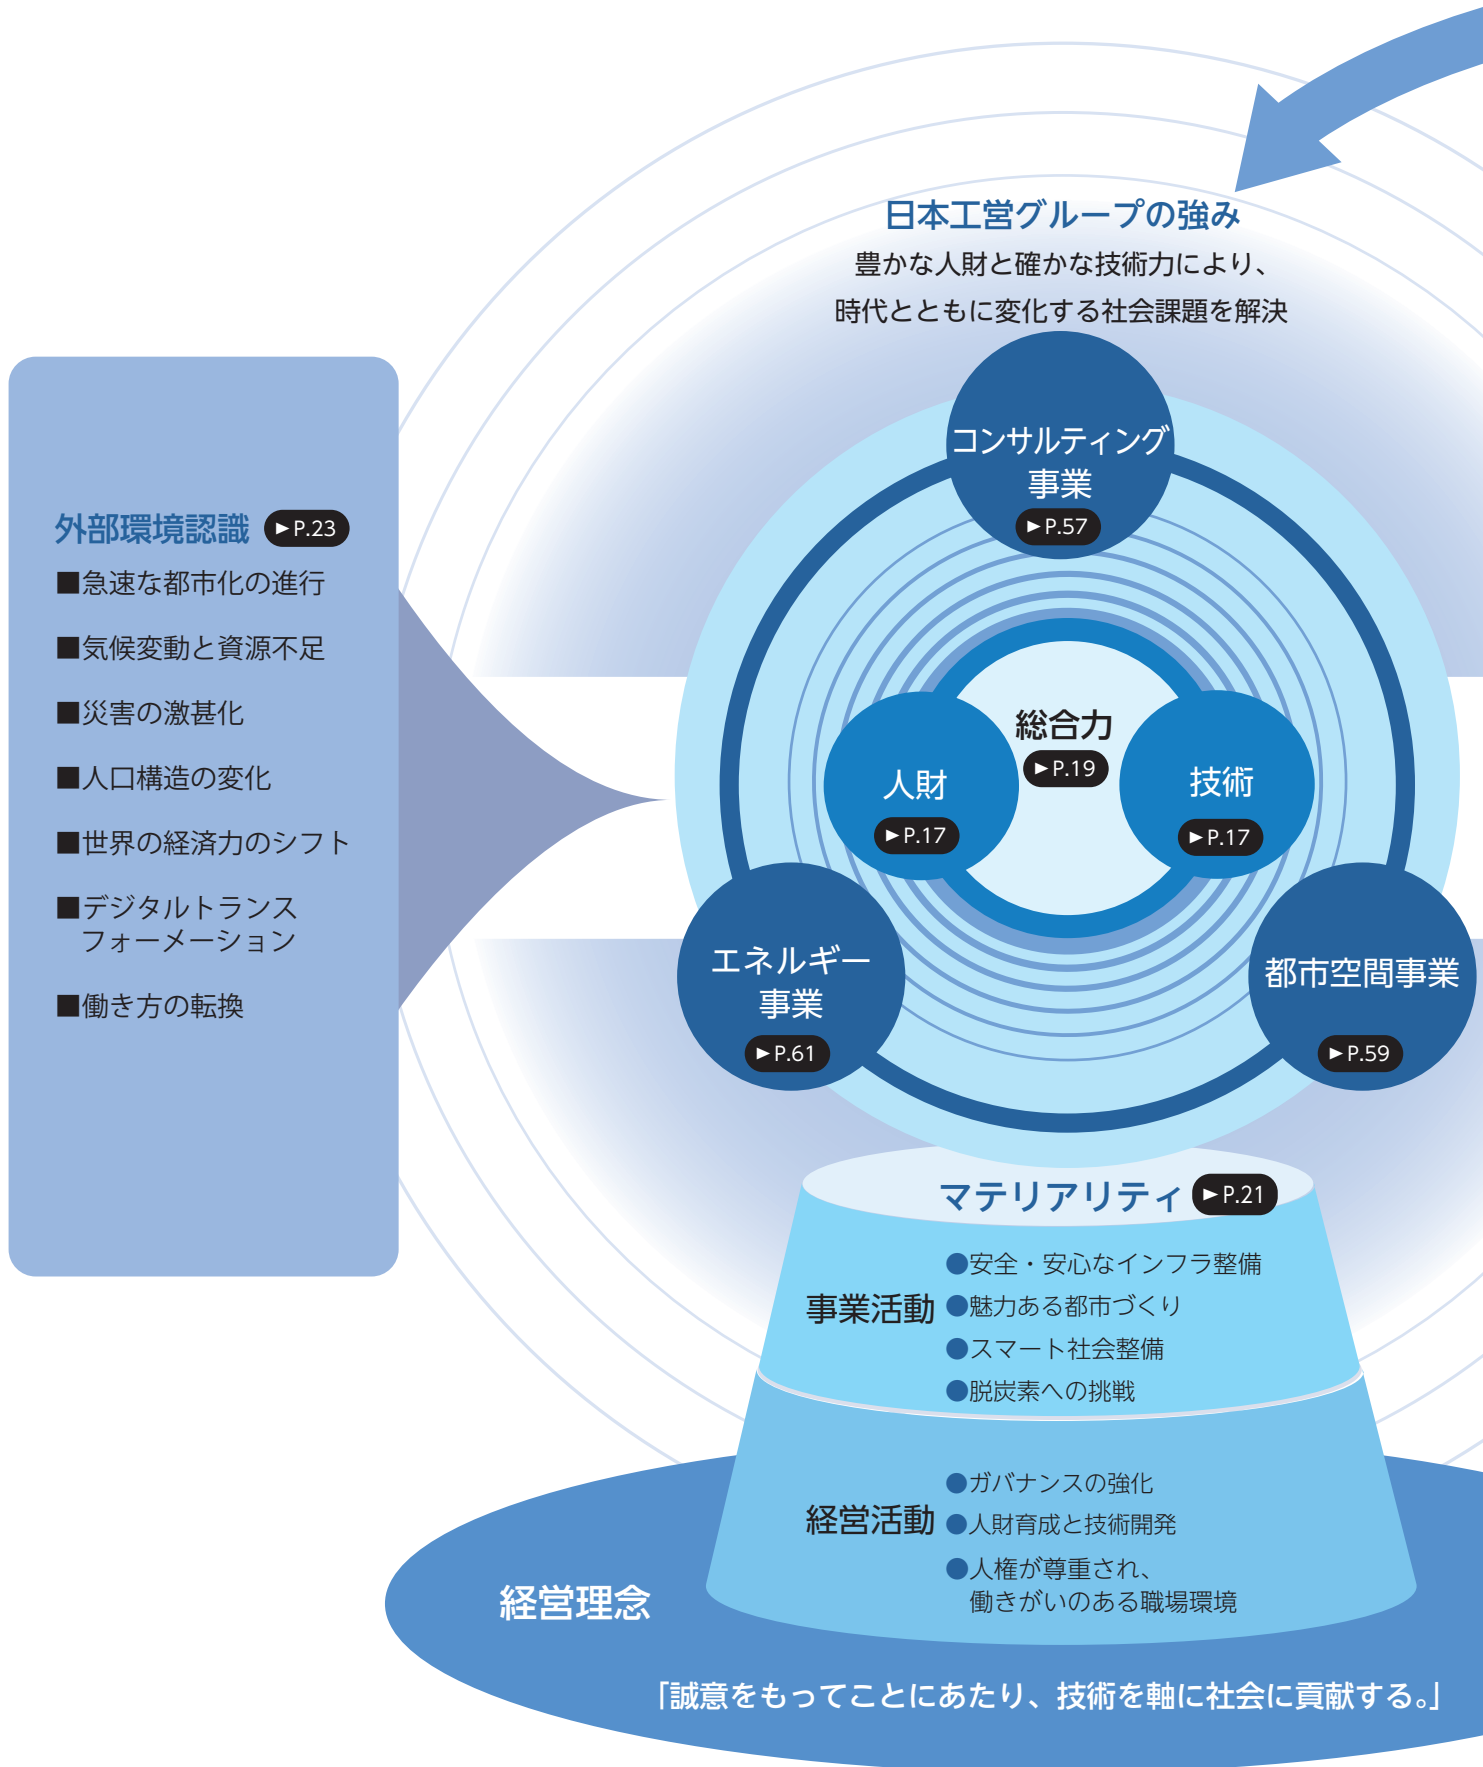 日本工営グループの強み
豊かな人財と確かな技術力により、
時代とともに変化する社会課題を解決
外部環境認識 ►P.23
■急速な都市化の進行
■気候変動と資源不足
■災害の激甚化
■人口構造の変化
■世界の経済力のシフト
■デジタルトランス
フォーメーション
■働き方の転換
コンサルティング
事業
►P.57
総合力
►P.19
人財
►P.17
技術
►P.17
エネルギー
事業
►P.61
都市空間事業
►P.59
マテリアリティ ►P.21
事業活動
●安全・安心なインフラ整備
●魅力ある都市づくり
●スマート社会整備
●脱炭素への挑戦
経営活動
●ガバナンスの強化
●人財育成と技術開発
●人権が尊重され、
働きがいのある職場環境
経営理念
「誠意をもってことにあたり、技術を軸に社会に貢献する。」